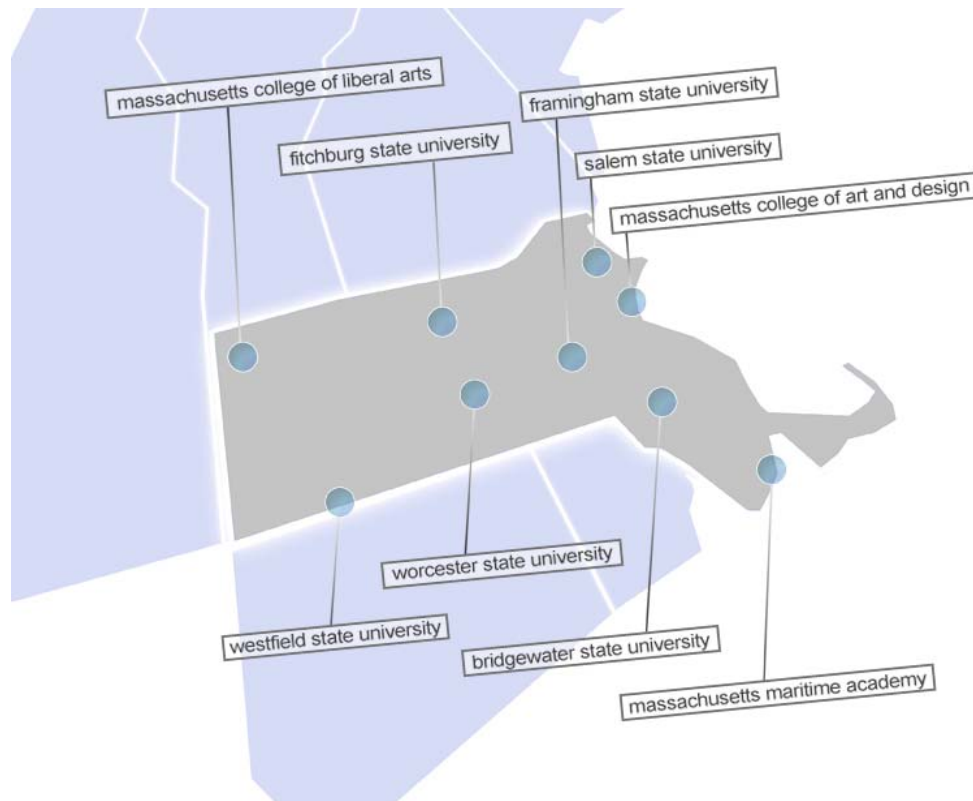 massachusetts college of liberal arts
framingham state university
fitchburg state university
salem state university
massachusetts college of art and design
worcester state university
westfield state university
bridgewater state university
massachusetts maritime academy